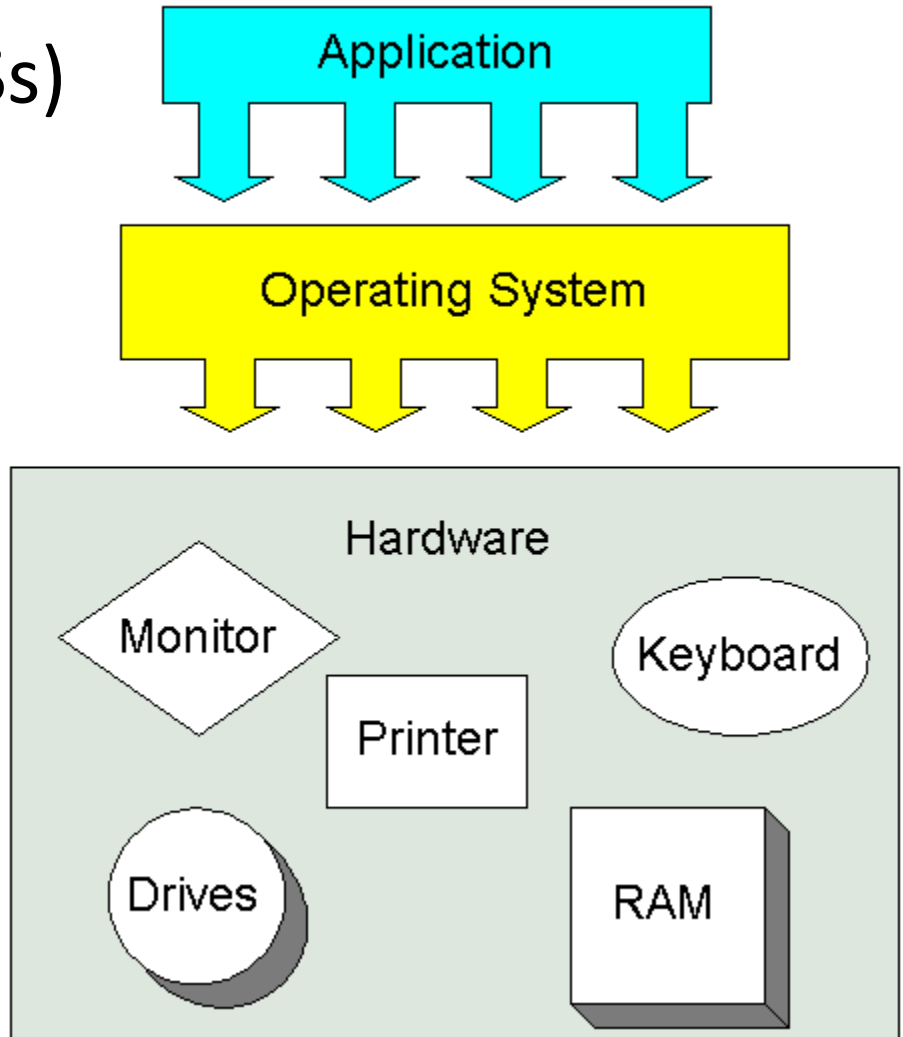 s)
Application
Operating System
Hardware
Monitor
Keyboard
Printer
Drives
RAM